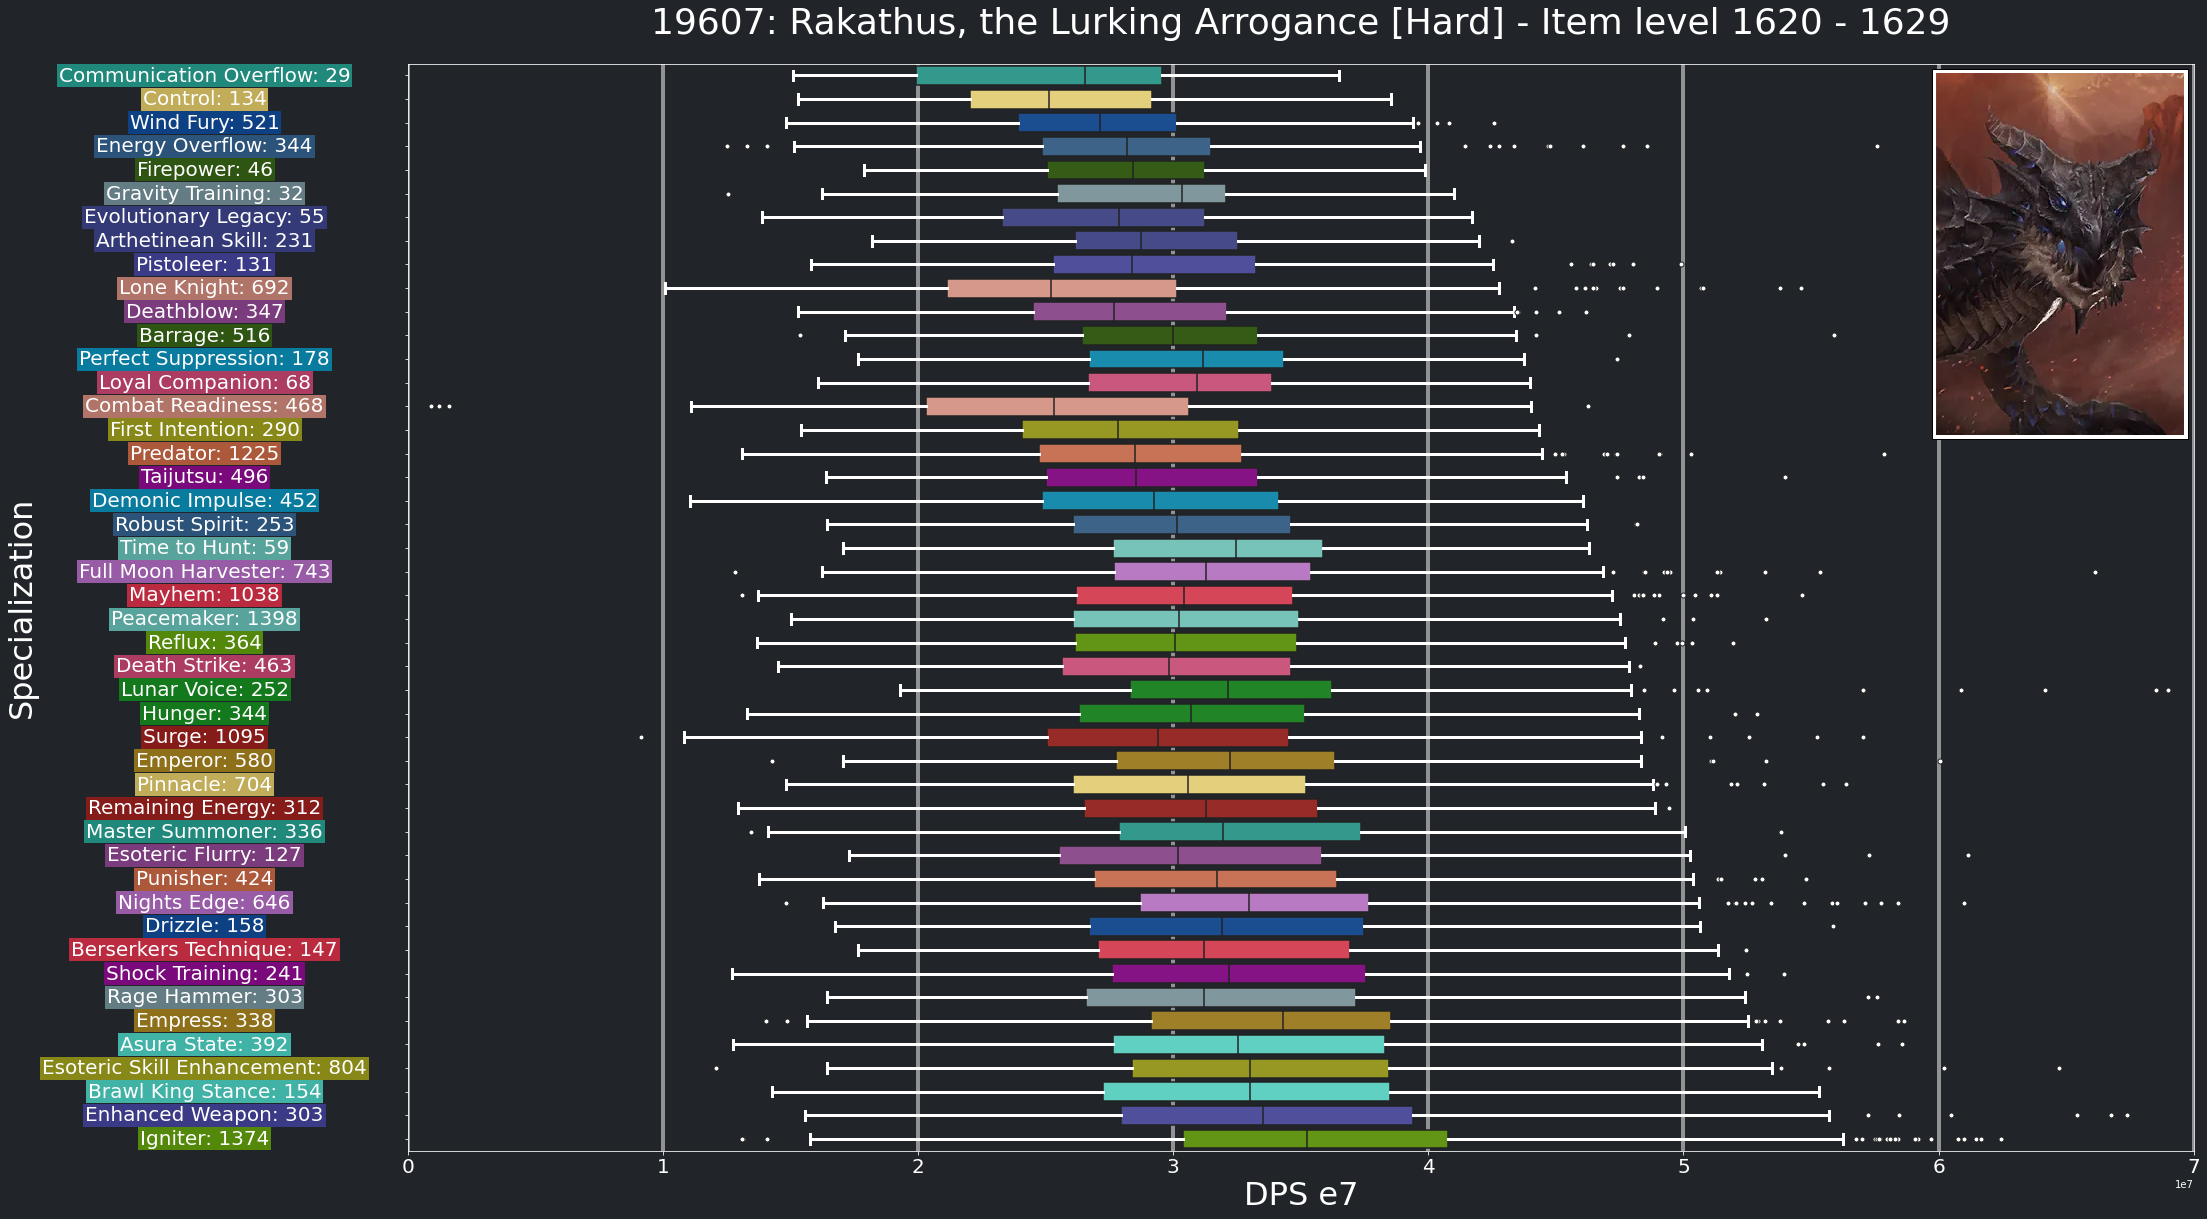 19607: Rakathus, the Lurking Arrogance [Hard] - Item level 1620 - 1629
Communication Overflow: 29
Control: 134
Wind Fury: 521
Energy Overflow: 344
Firepower: 46
Gravity Training: 32
Evolutionary Legacy: 55
Arthetinean Skill: 231
Pistoleer: 131
Lone Knight: 692
Deathblow: 347
Barrage: 516
Perfect Suppression: 178
Loyal Companion: 68
Combat Readiness: 468
First Intention: 290
Predator: 1225
Taijutsu: 496
Demonic Impulse: 452
Robust Spirit: 253
Time to Hunt: 59
Full Moon Harvester: 743
Mayhem: 1038
Peacemaker: 1398
Reflux: 364
Death Strike: 463
Lunar Voice: 252
Hunger: 344
Surge: 1095
Emperor: 580
Pinnacle: 704
Remaining Energy: 312
Master Summoner: 336
Esoteric Flurry: 127
Punisher: 424
Nights Edge: 646
Drizzle: 158
Berserkers Technique: 147
Shock Training: 241
Rage Hammer: 303
Empress: 338
Asura State: 392
Esoteric Skill Enhancement: 804
Brawl King Stance: 154
Enhanced Weapon: 303
Igniter: 1374
Specialization
0 1 2 3 4 5 6 7
DPS e7
1e7